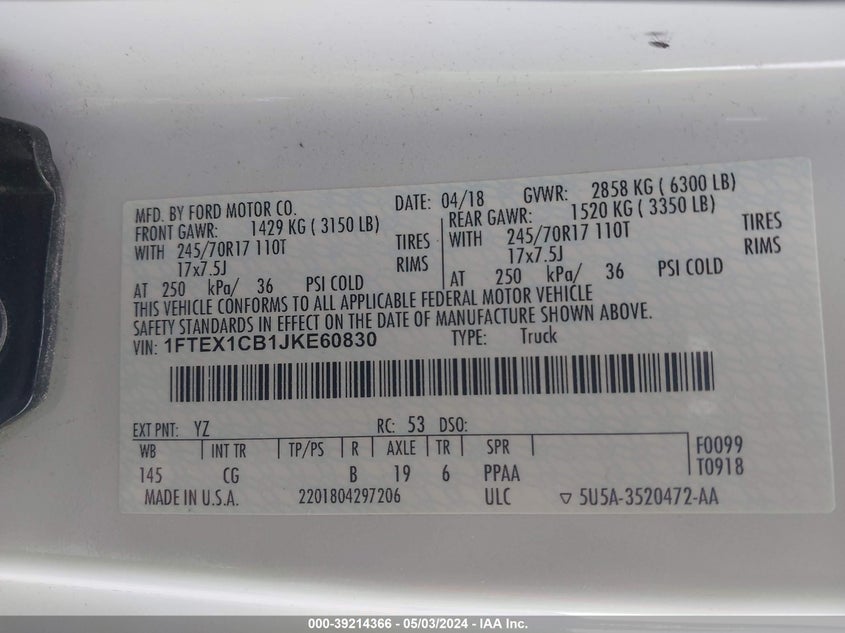 MFD. BY FORD MOTOR CO. DATE: 04/18 GVWR: 2858 KG ( 6300 LB)
FRONT GAWR: 1429 KG ( 3150 LB) REAR GAWR: 1520 KG ( 3350 LB)
WITH 245/70R17 110T TIRES WITH 245/70R17 110T TIRES
17x7.5J RIMS 17x7.5J RIMS
AT 250 kPa/ 36 PSI COLD AT 250 kPa/ 36 PSI COLD
THIS VEHICLE CONFORMS TO ALL APPLICABLE FEDERAL MOTOR VEHICLE
SAFETY STANDARDS IN EFFECT ON THE DATE OF MANUFACTURE SHOWN ABOVE.
VIN: 1FTEX1CB1JKE60830 TYPE: Truck
EXT PNT: YZ RC: 53 DSO:
WB INT TR TP/PS R AXLE TR SPR F0099
145 CG B 19 6 PPAA T0918
MADE IN U.S.A. 2201804297206 ULC ▽ 5U5A-3520472-AA
000-39214366 - 05/03/2024 - IAAI Inc.